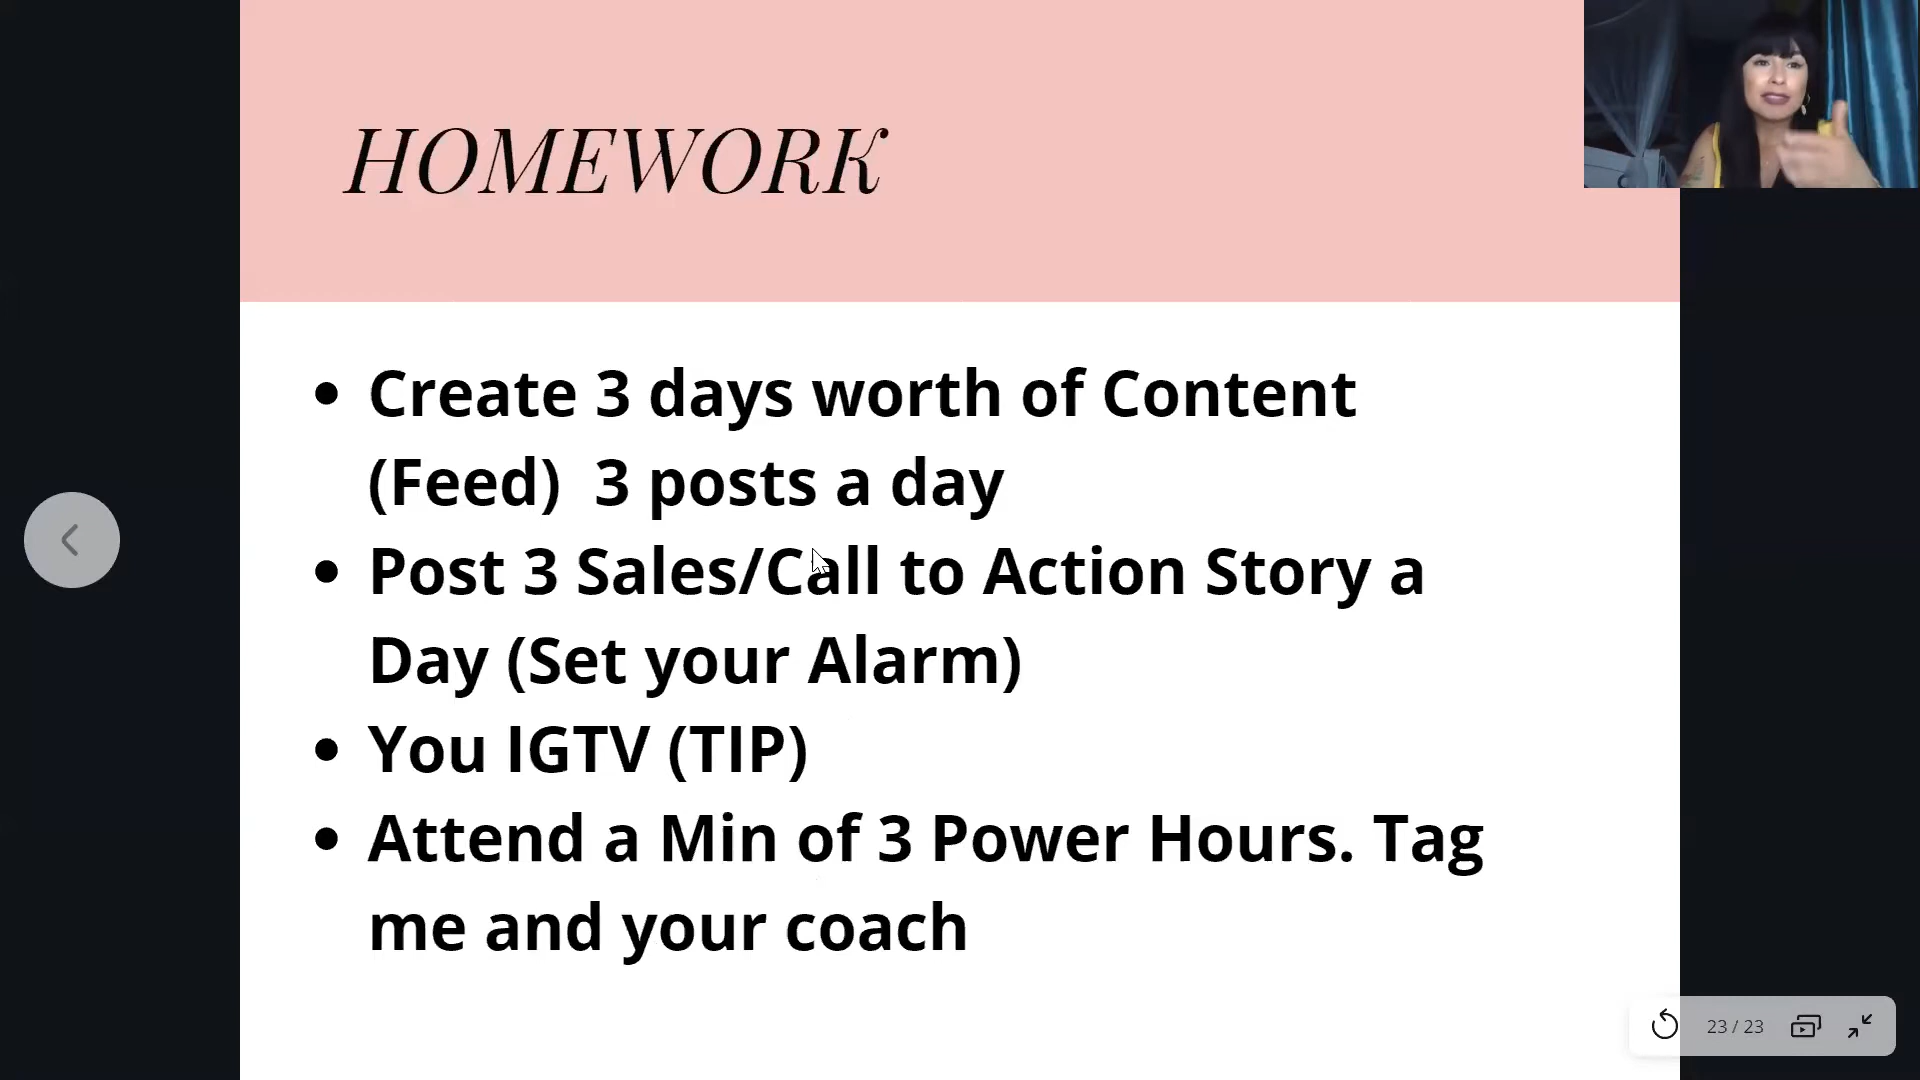 HOMEWORK
• Create 3 days worth of Content
(Feed)  3 posts a day
• Post 3 Sales/Call to Action Story a
Day (Set your Alarm)
• You IGTV (TIP)
• Attend a Min of 3 Power Hours. Tag
me and your coach
23 / 23